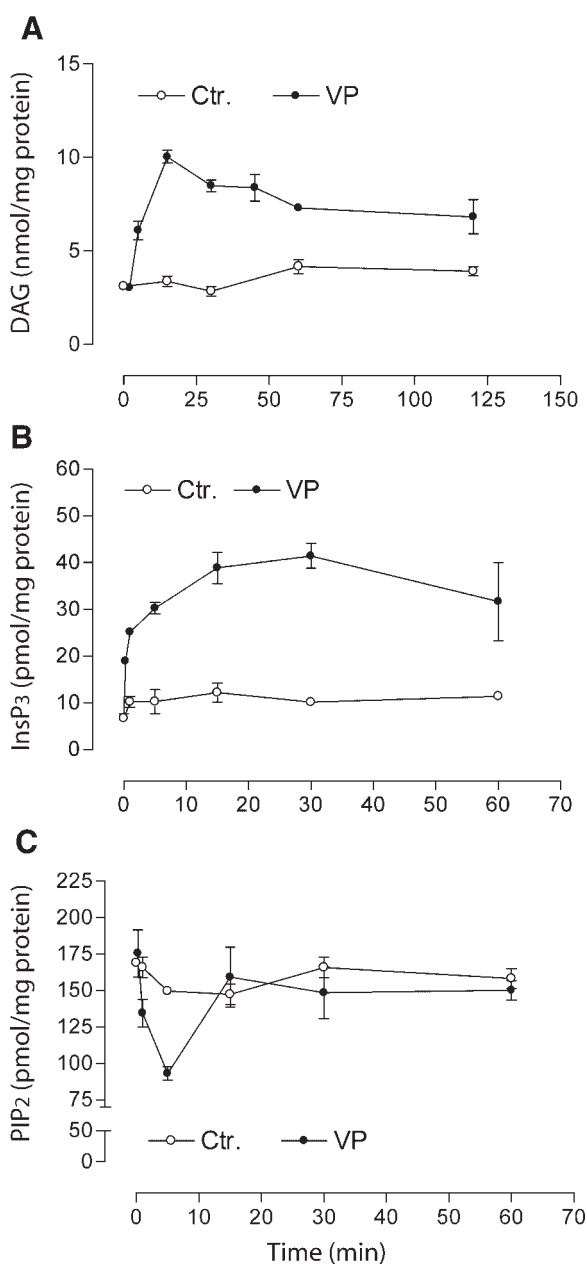 A
15
10
5
0
DAG (nmol/mg protein)
Ctr. VP
0 25 50 75 100 125 150
B
60
50
40
30
20
10
0
InsP3 (pmol/mg protein)
Ctr. VP
0 10 20 30 40 50 60 70
C
225
200
175
150
125
100
75
50
0
PIP2 (pmol/mg protein)
Ctr. VP
0 10 20 30 40 50 60 70
Time (min)